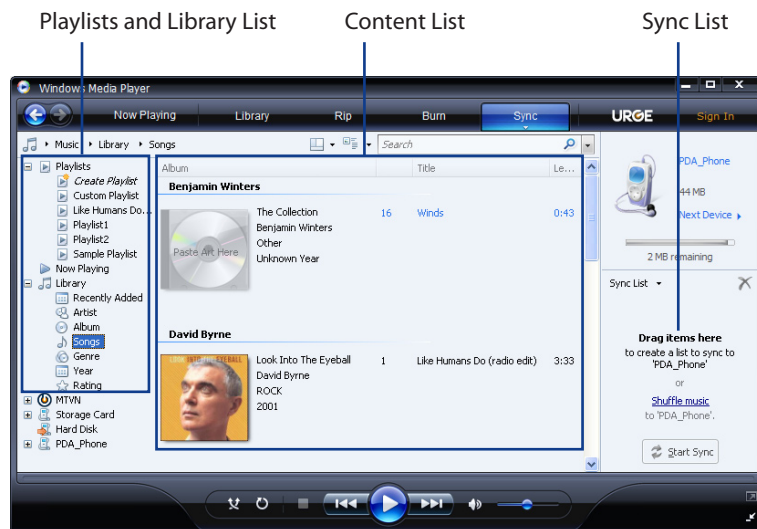 Playlists and Library List
Content List
Sync List
Windows Media Player
Now Playing
Library
Rip
Burn
Sync
URGE
Sign In
Music
Library
Songs
Search
Playlists
Create Playlist
Custom Playlist
Like Humans Do...
Playlist1
Playlist2
Sample Playlist
Now Playing
Library
Recently Added
Artist
Album
Songs
Genre
Year
Rating
MTVN
Storage Card
Hard Disk
PDA_Phone
Album
Title
Le...
Benjamin Winters
Paste Art Here
The Collection
Benjamin Winters
Other
Unknown Year
16
Winds
0:43
David Byrne
LOOK INTO THE EYEBALL
Look Into The Eyeball
David Byrne
ROCK
2001
1
Like Humans Do (radio edit)
3:33
PDA_Phone
44 MB
Next Device
2 MB remaining
Sync List
Drag items here
to create a list to sync to
'PDA_Phone'
or
Shuffle music
to 'PDA_Phone'.
Start Sync